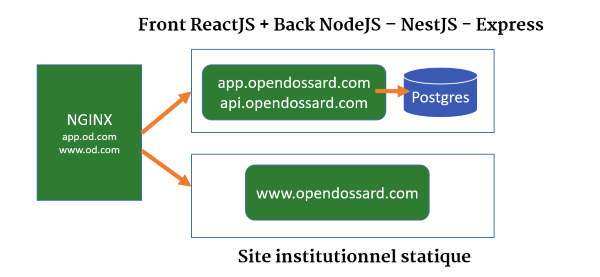 Front ReactJS + Back NodeJS – NestJS - Express
NGINX
app.od.com
www.od.com
app.opendossard.com
api.opendossard.com
Postgres
www.opendossard.com
Site institutionnel statique